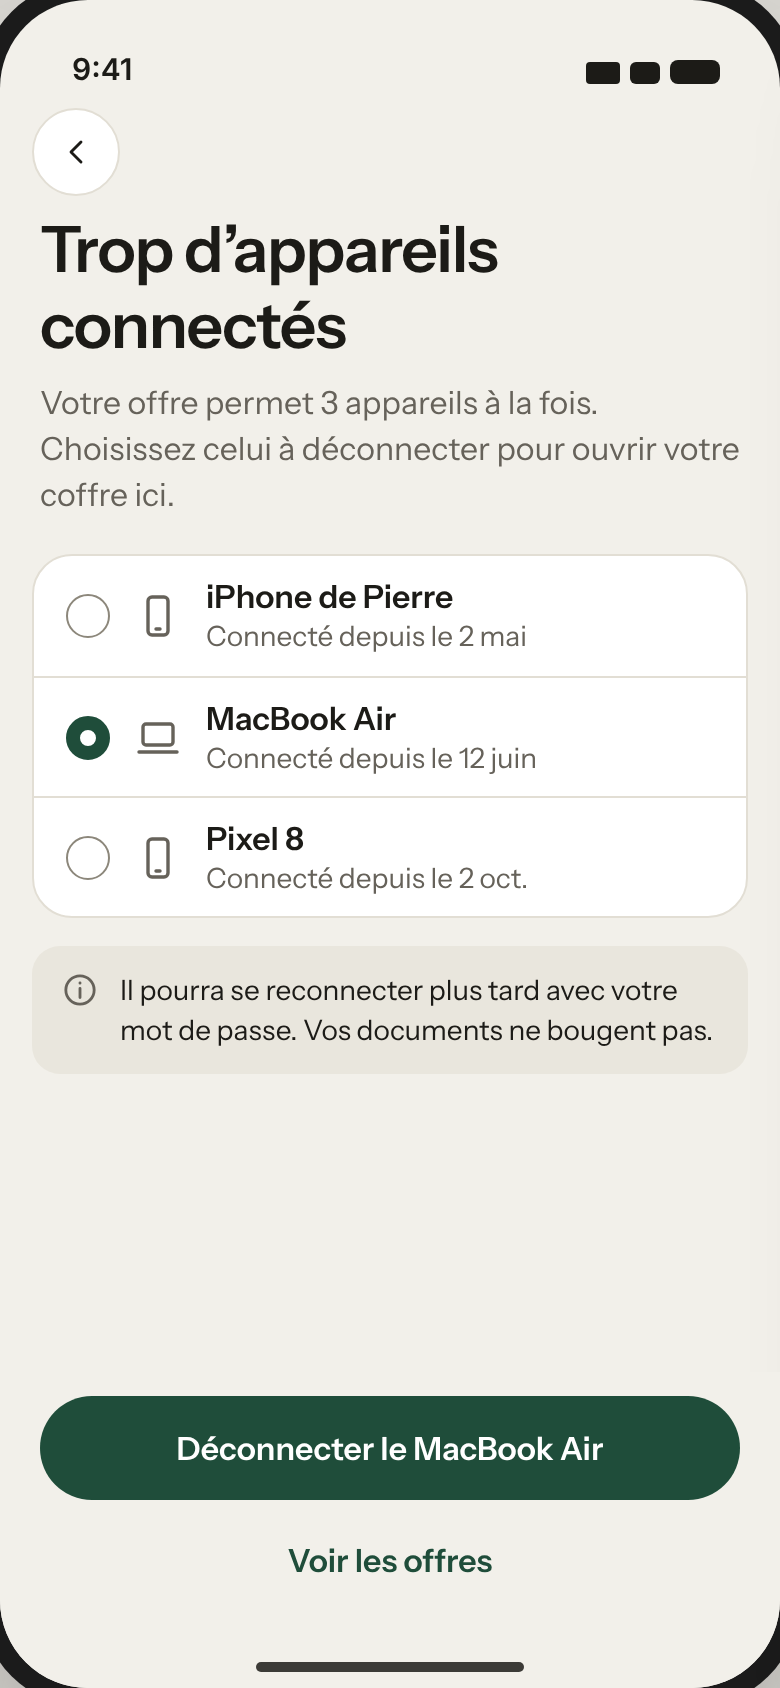 9:41
Trop d’appareils
connectés
Votre offre permet 3 appareils à la fois.
Choisissez celui à déconnecter pour ouvrir votre
coffre ici.
iPhone de Pierre
Connecté depuis le 2 mai
MacBook Air
Connecté depuis le 12 juin
Pixel 8
Connecté depuis le 2 oct.
Il pourra se reconnecter plus tard avec votre
mot de passe. Vos documents ne bougent pas.
Déconnecter le MacBook Air
Voir les offres